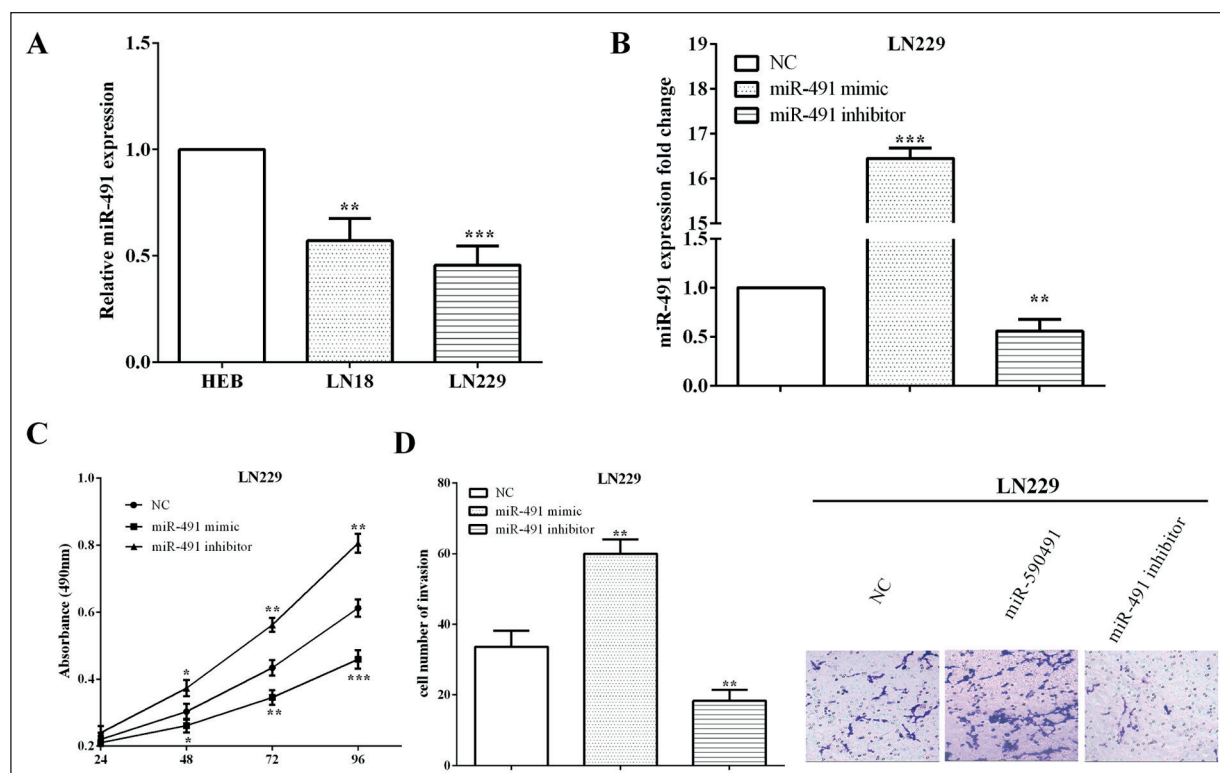 A
Relative miR-491 expression
1.5
1.0
0.5
0.0
**
***
HEB LN18 LN229
B
LN229
miR-491 expression fold change
19
18
17
16
15
1.5
1.0
0.5
0.0
NC
miR-491 mimic
miR-491 inhibitor
***
**
C
LN229
Absorbance (490nm)
1.0
0.8
0.6
0.4
0.2
NC
miR-491 mimic
miR-491 inhibitor
**
**
*
***
**
*
24 48 72 96
D
LN229
cell number of invasion
80
60
40
20
0
NC
miR-491 mimic
miR-491 inhibitor
**
**
LN229
NC
miR-590491
miR-491 inhibitor